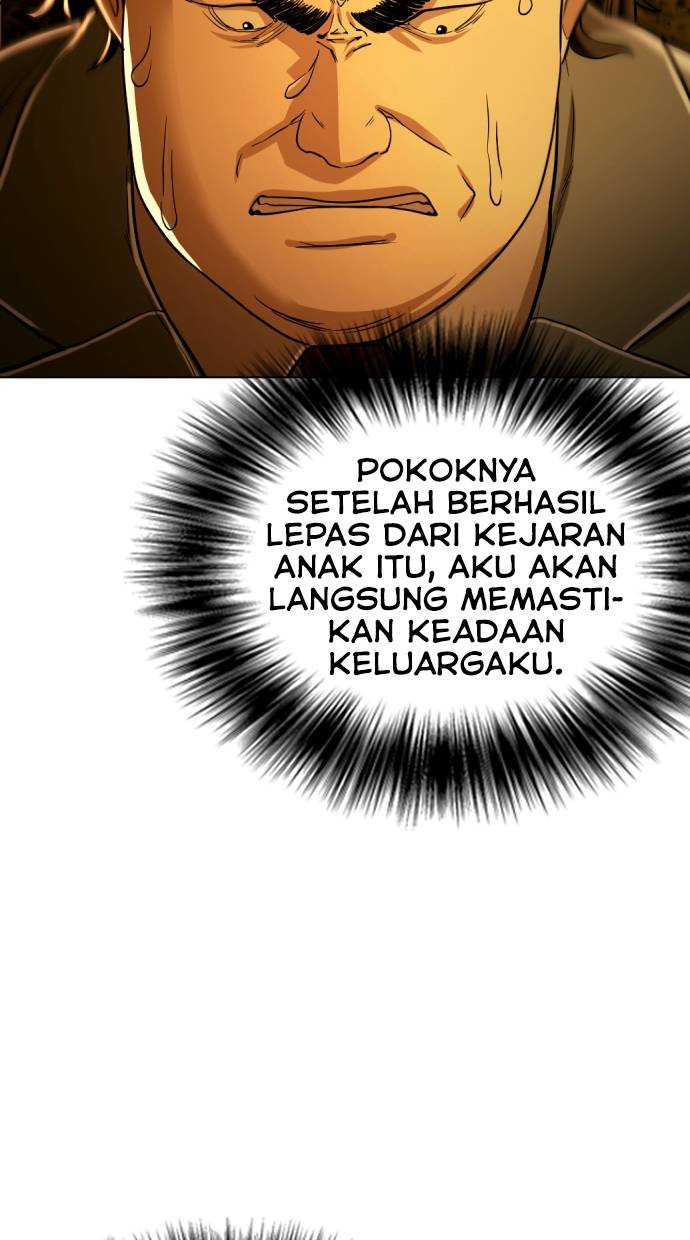 POKOKNYA
SETELAH BERHASIL
LEPAS DARI KEJARAN
ANAK ITU, AKU AKAN
LANGSUNG MEMASTI-
KAN KEADAAN
KELUARGAKU.